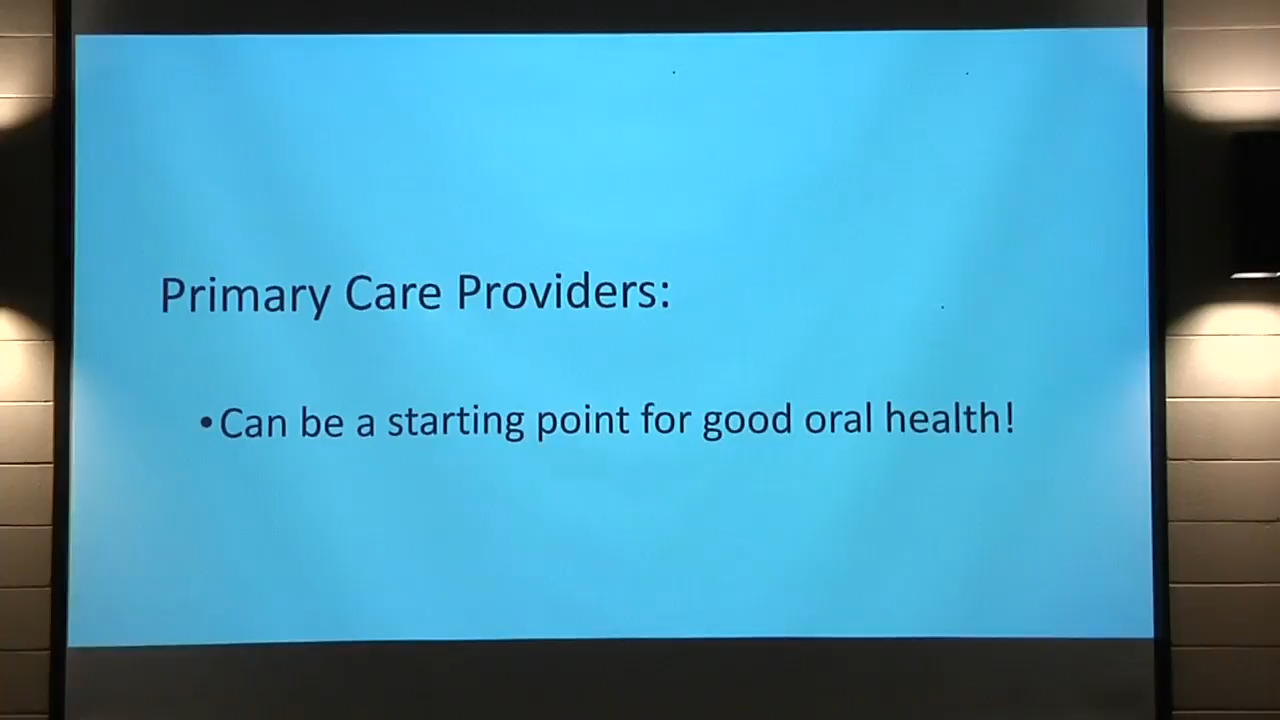 Primary Care Providers:
•Can be a starting point for good oral health!